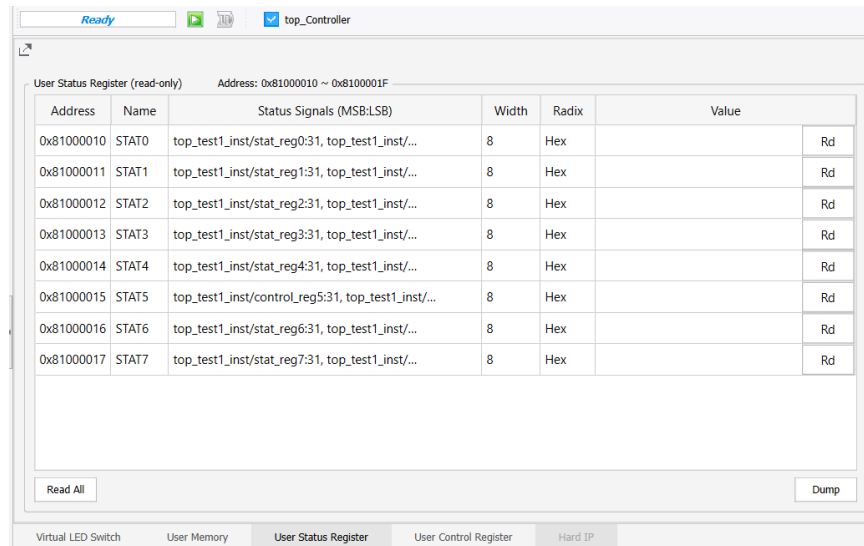 Ready top_Controller
User Status Register (read-only) Address: 0x81000010 ~ 0x8100001F
Address Name Status Signals (MSB:LSB) Width Radix Value
0x81000010 STAT0 top_test1_inst/stat_reg0:31, top_test1_inst/... 8 Hex Rd
0x81000011 STAT1 top_test1_inst/stat_reg1:31, top_test1_inst/... 8 Hex Rd
0x81000012 STAT2 top_test1_inst/stat_reg2:31, top_test1_inst/... 8 Hex Rd
0x81000013 STAT3 top_test1_inst/stat_reg3:31, top_test1_inst/... 8 Hex Rd
0x81000014 STAT4 top_test1_inst/stat_reg4:31, top_test1_inst/... 8 Hex Rd
0x81000015 STAT5 top_test1_inst/control_reg5:31, top_test1_inst/... 8 Hex Rd
0x81000016 STAT6 top_test1_inst/stat_reg6:31, top_test1_inst/... 8 Hex Rd
0x81000017 STAT7 top_test1_inst/stat_reg7:31, top_test1_inst/... 8 Hex Rd
Read All Dump
Virtual LED Switch User Memory User Status Register User Control Register Hard IP